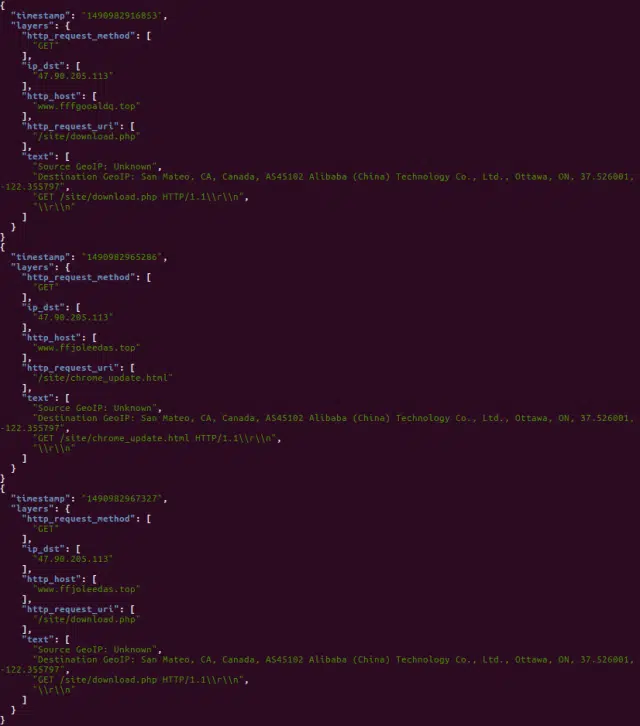 {
"timestamp": "1490982916853",
"layers": {
"http_request_method": [
"GET"
],
"ip_dst": [
"47.90.205.113"
],
"http_host": [
"www.fffgooaldq.top"
],
"http_request_uri": [
"/site/download.php"
],
"text": [
"Source GeoIP: Unknown",
"Destination GeoIP: San Mateo, CA, Canada, AS45102 Alibaba (China) Technology Co., Ltd., Ottawa, ON, 37.526001,
-122.355797",
"GET /site/download.php HTTP/1.1\\r\\n",
"\\r\\n"
]
}
}
{
"timestamp": "1490982965286",
"layers": {
"http_request_method": [
"GET"
],
"ip_dst": [
"47.90.205.113"
],
"http_host": [
"www.ffjoleedas.top"
],
"http_request_uri": [
"/site/chrome_update.html"
],
"text": [
"Source GeoIP: Unknown",
"Destination GeoIP: San Mateo, CA, Canada, AS45102 Alibaba (China) Technology Co., Ltd., Ottawa, ON, 37.526001,
-122.355797",
"GET /site/chrome_update.html HTTP/1.1\\r\\n",
"\\r\\n"
]
}
}
{
"timestamp": "1490982967327",
"layers": {
"http_request_method": [
"GET"
],
"ip_dst": [
"47.90.205.113"
],
"http_host": [
"www.ffjoleedas.top"
],
"http_request_uri": [
"/site/download.php"
],
"text": [
"Source GeoIP: Unknown",
"Destination GeoIP: San Mateo, CA, Canada, AS45102 Alibaba (China) Technology Co., Ltd., Ottawa, ON, 37.526001,
-122.355797",
"GET /site/download.php HTTP/1.1\\r\\n",
"\\r\\n"
]
}
}